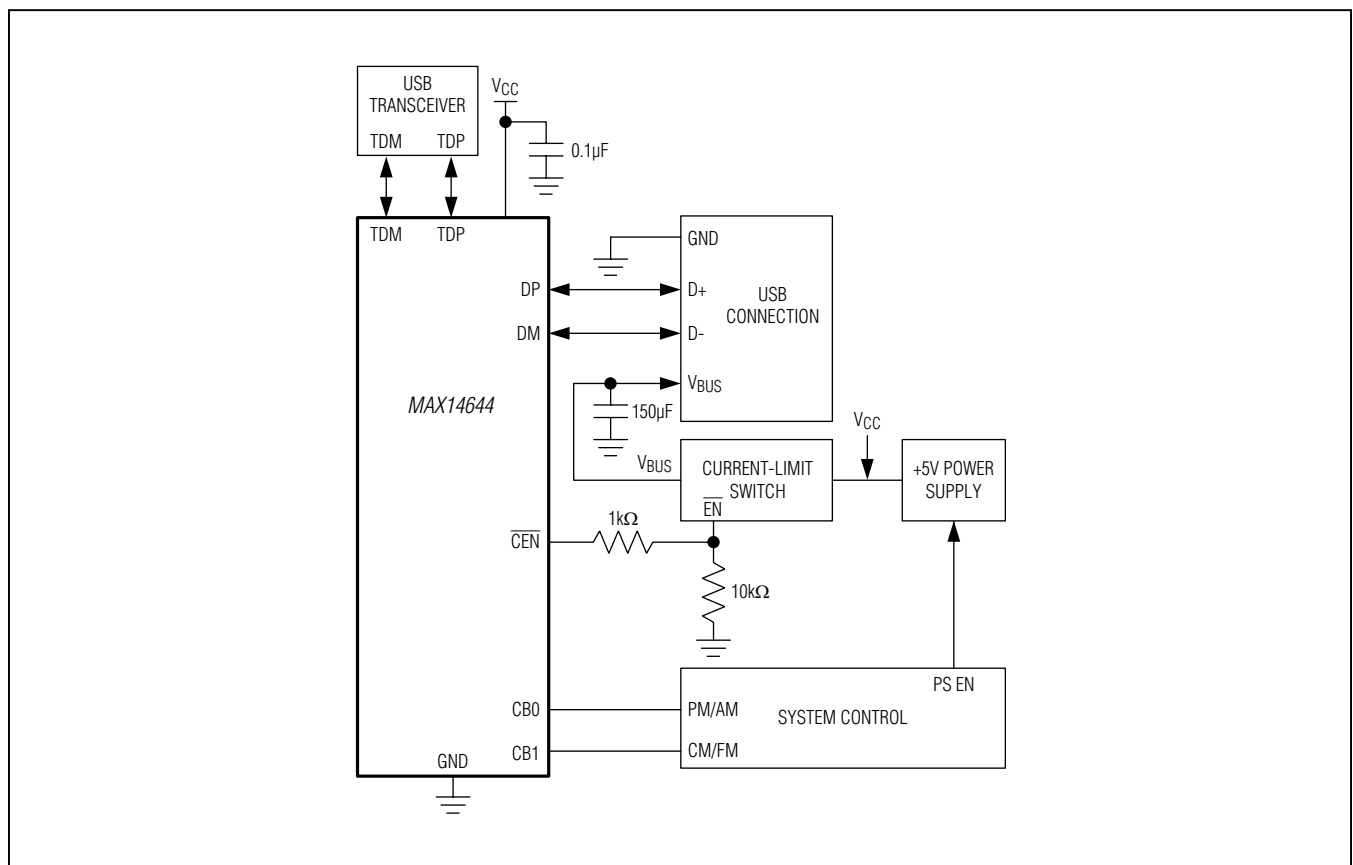 USB
TRANSCEIVER
TDM TDP
VCC
0.1µF
TDM TDP
GND
DP
D+
USB
CONNECTION
DM
D-
VBUS
MAX14644
150µF
VCC
VBUS
CURRENT-LIMIT
SWITCH
EN
+5V POWER
SUPPLY
1kΩ
CEN
10kΩ
PS EN
CB0
PM/AM
SYSTEM CONTROL
CB1
CM/FM
GND